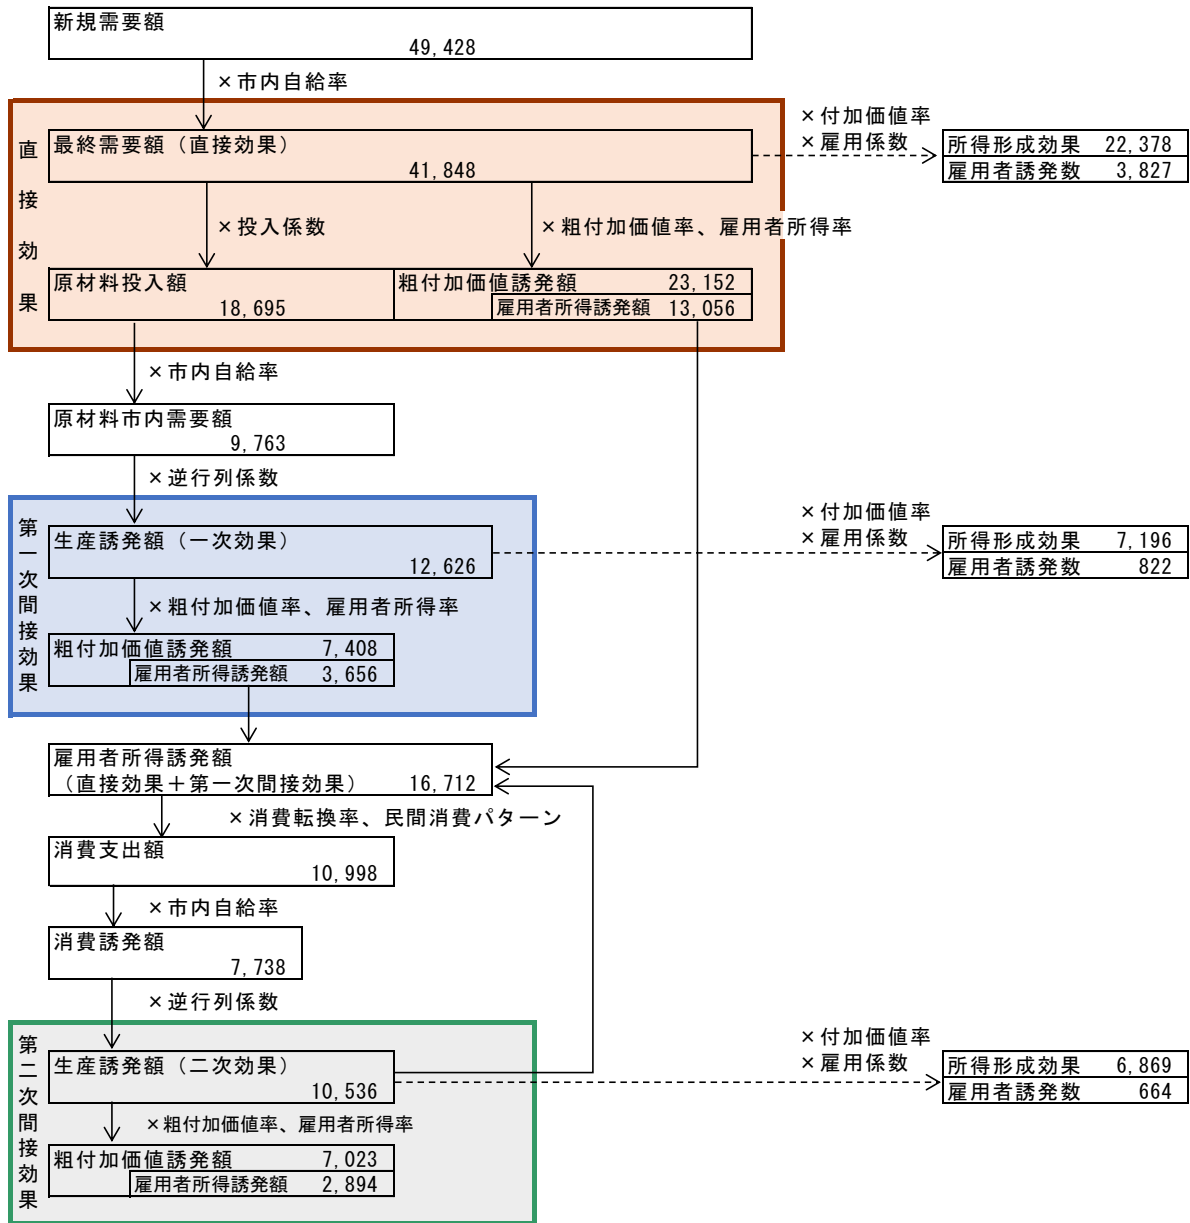 新規需要額
49,428
×市内自給率
直接効果
最終需要額（直接効果）
41,848
×付加価値率
×雇用係数
所得形成効果 22,378
雇用者誘発数 3,827
×投入係数
×粗付加価値率、雇用者所得率
原材料投入額
18,695
粗付加価値誘発額 23,152
雇用者所得誘発額 13,056
×市内自給率
原材料市内需要額
9,763
×逆行列係数
第一次間接効果
生産誘発額（一次効果）
12,626
×付加価値率
×雇用係数
所得形成効果 7,196
雇用者誘発数 822
×粗付加価値率、雇用者所得率
粗付加価値誘発額 7,408
雇用者所得誘発額 3,656
雇用者所得誘発額
（直接効果＋第一次間接効果） 16,712
×消費転換率、民間消費パターン
消費支出額
10,998
×市内自給率
消費誘発額
7,738
×逆行列係数
第二次間接効果
生産誘発額（二次効果）
10,536
×付加価値率
×雇用係数
所得形成効果 6,869
雇用者誘発数 664
×粗付加価値率、雇用者所得率
粗付加価値誘発額 7,023
雇用者所得誘発額 2,894